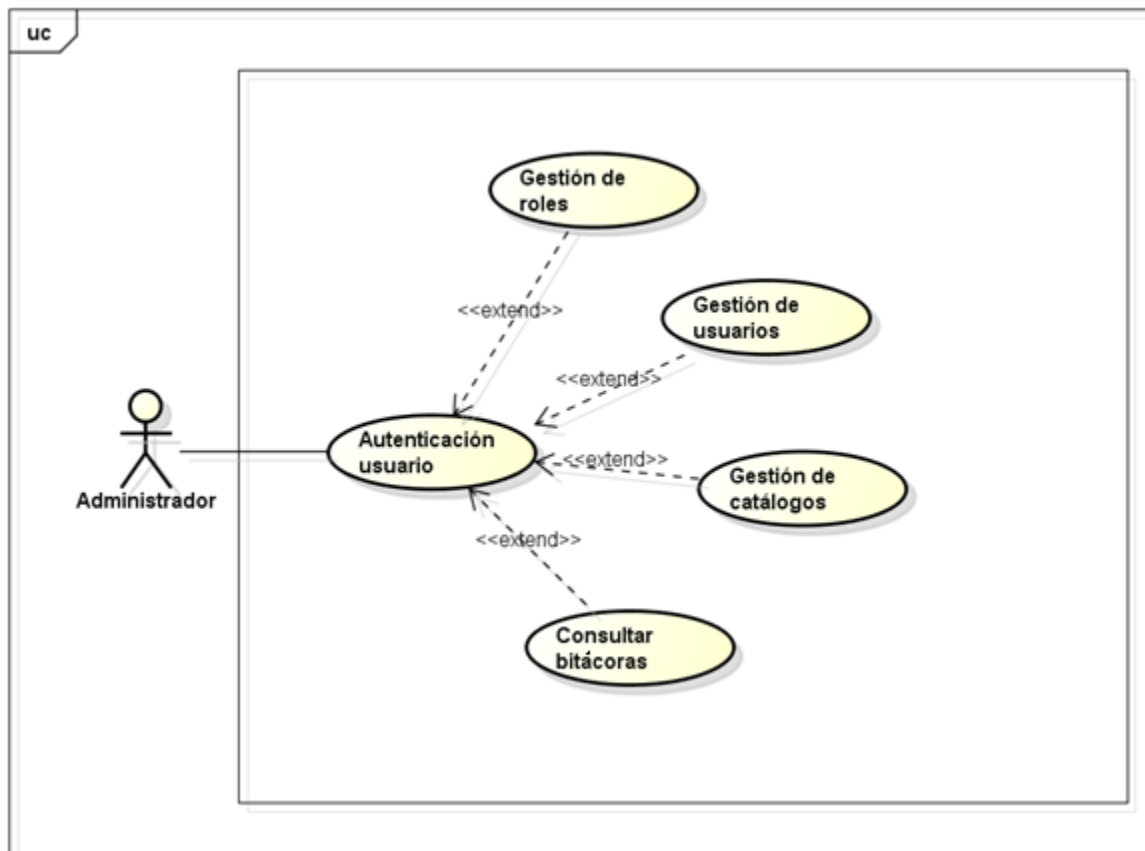 uc
Gestión de
roles
<<extend>>
Gestión de
usuarios
<<extend>>
Autenticación
usuario
<<extend>>
Gestión de
catálogos
Administrador
<<extend>>
Consultar
bitácoras